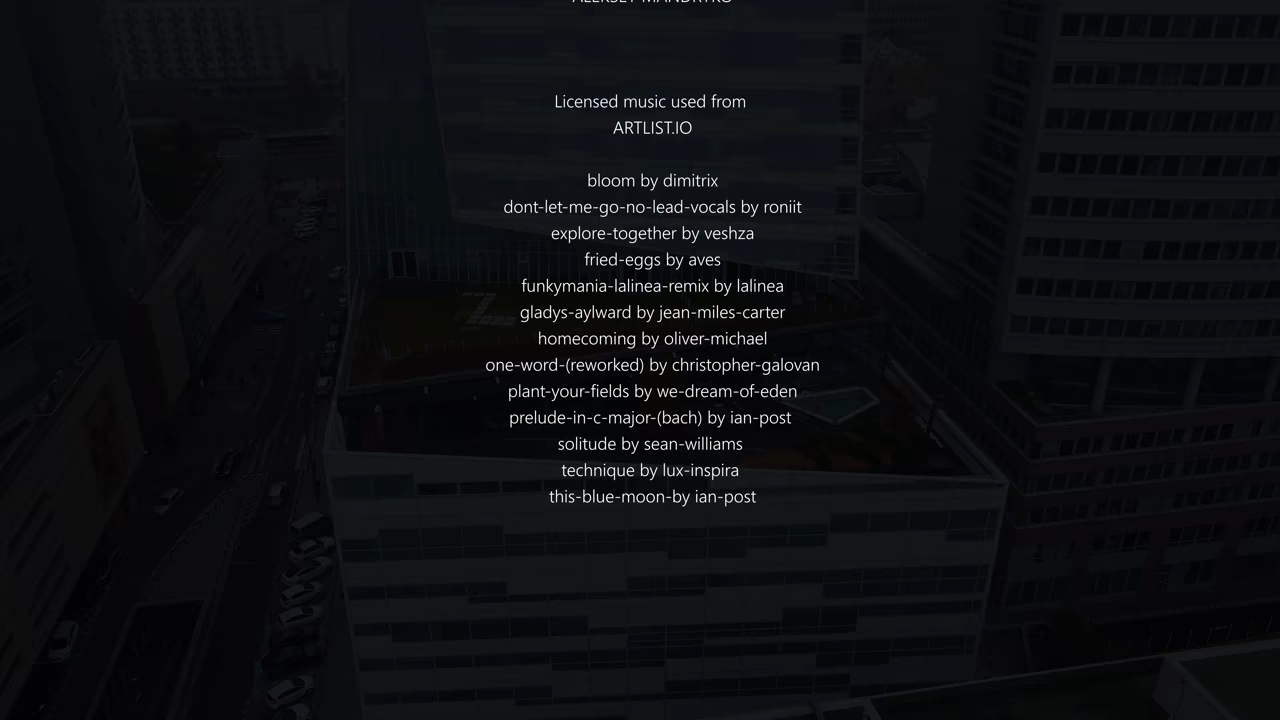 Licensed music used from
ARTLIST.IO
bloom by dimitrix
dont-let-me-go-no-lead-vocals by roniit
explore-together by veshza
fried-eggs by aves
funkymania-lalinea-remix by lalinea
gladys-aylward by jean-miles-carter
homecoming by oliver-michael
one-word-(reworked) by christopher-galovan
plant-your-fields by we-dream-of-eden
prelude-in-c-major-(bach) by ian-post
solitude by sean-williams
technique by lux-inspira
this-blue-moon-by ian-post